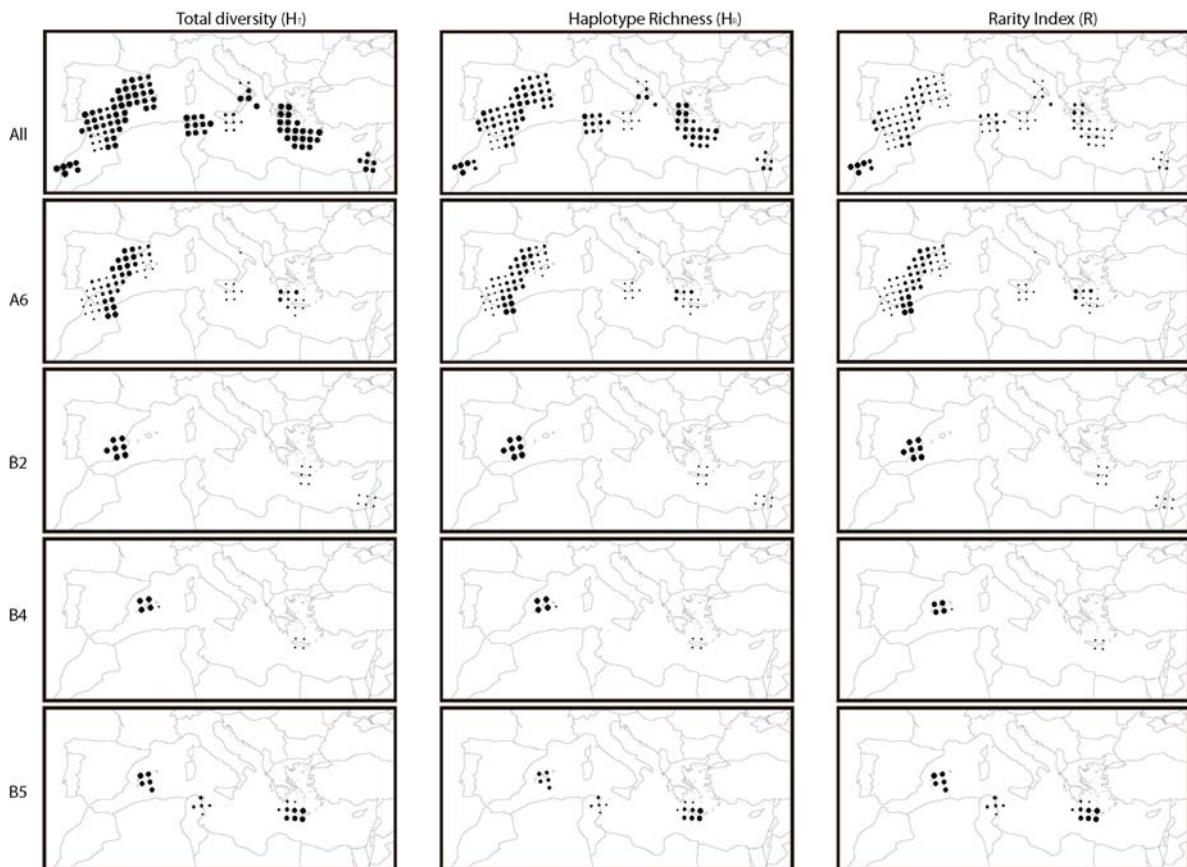 Total diversity (HT) Haplotype Richness (HR) Rarity Index (R)
All
A6
B2
B4
B5